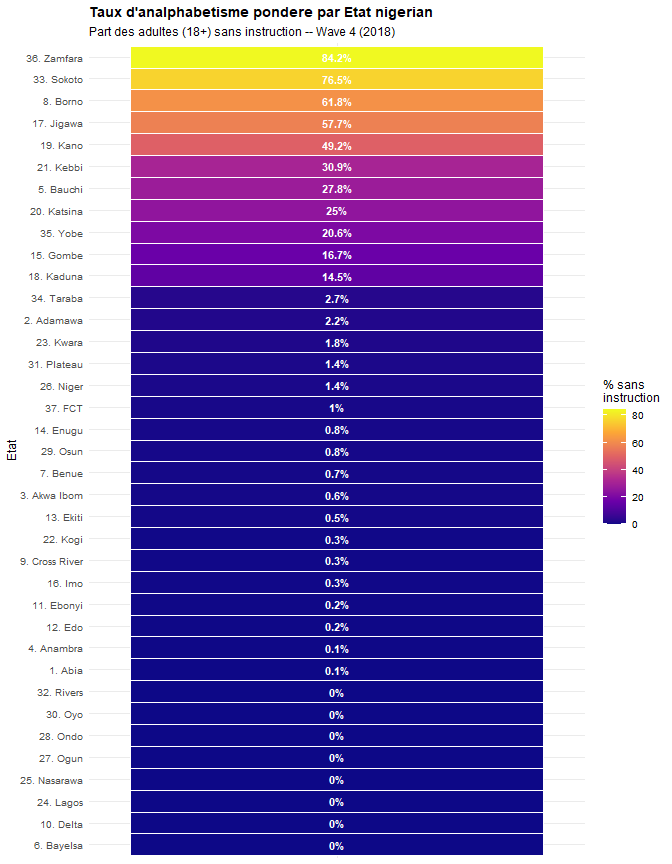 Taux d'analphabetisme pondere par Etat nigerian
Part des adultes (18+) sans instruction -- Wave 4 (2018)
36. Zamfara 84.2%
33. Sokoto 76.5%
8. Borno 61.8%
17. Jigawa 57.7%
19. Kano 49.2%
21. Kebbi 30.9%
5. Bauchi 27.8%
20. Katsina 25%
35. Yobe 20.6%
15. Gombe 16.7%
18. Kaduna 14.5%
34. Taraba 2.7%
2. Adamawa 2.2%
23. Kwara 1.8%
31. Plateau 1.4%
26. Niger 1.4%
37. FCT 1%
14. Enugu 0.8%
29. Osun 0.8%
7. Benue 0.7%
3. Akwa Ibom 0.6%
13. Ekiti 0.5%
22. Kogi 0.3%
9. Cross River 0.3%
16. Imo 0.3%
11. Ebonyi 0.2%
12. Edo 0.2%
4. Anambra 0.1%
1. Abia 0.1%
32. Rivers 0%
30. Oyo 0%
28. Ondo 0%
27. Ogun 0%
25. Nasarawa 0%
24. Lagos 0%
10. Delta 0%
6. Bayelsa 0%
Etat
% sans
instruction
80
60
40
20
0